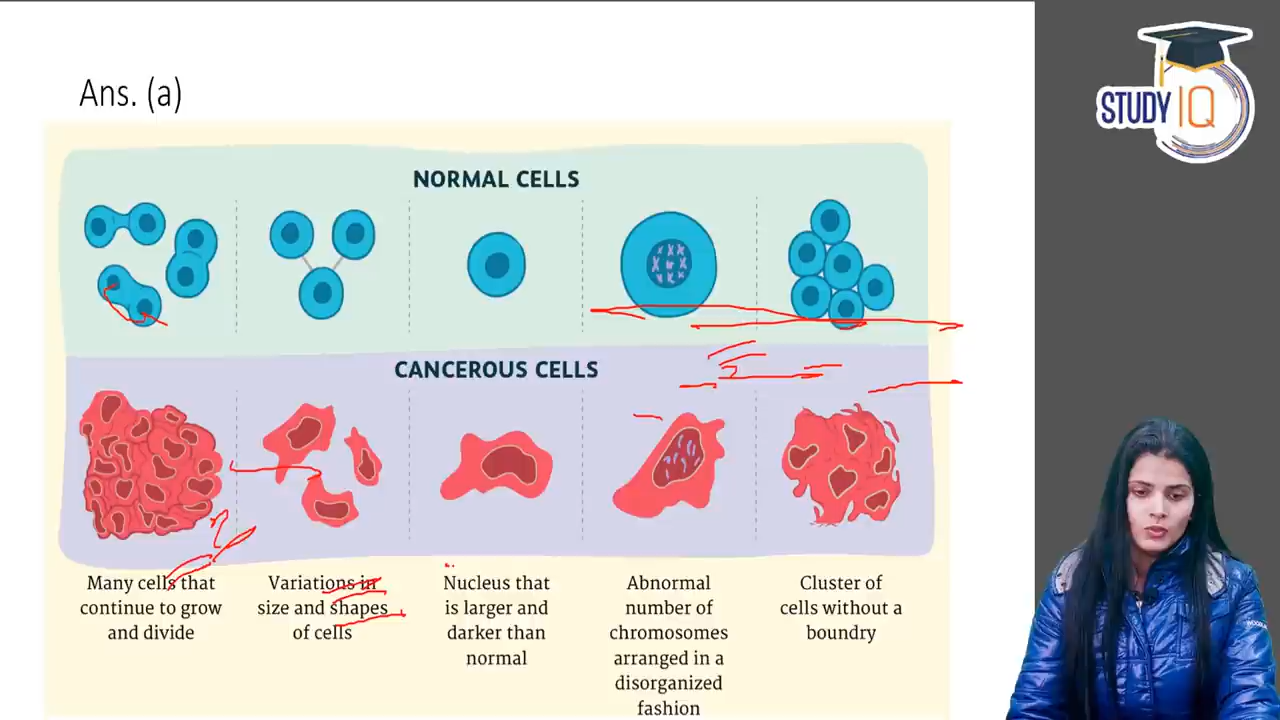 Ans. (a)
STUDY IQ
NORMAL CELLS
CANCEROUS CELLS
Many cells that
continue to grow
and divide
Variations in
size and shapes
of cells
Nucleus that
is larger and
darker than
normal
Abnormal
number of
chromosomes
arranged in a
disorganized
fashion
Cluster of
cells without a
boundry